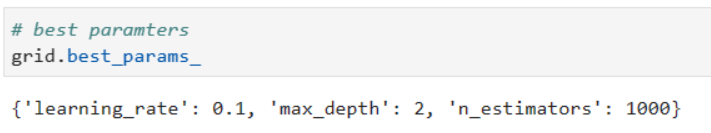 # best paramters
grid.best_params_
{'learning_rate': 0.1, 'max_depth': 2, 'n_estimators': 1000}